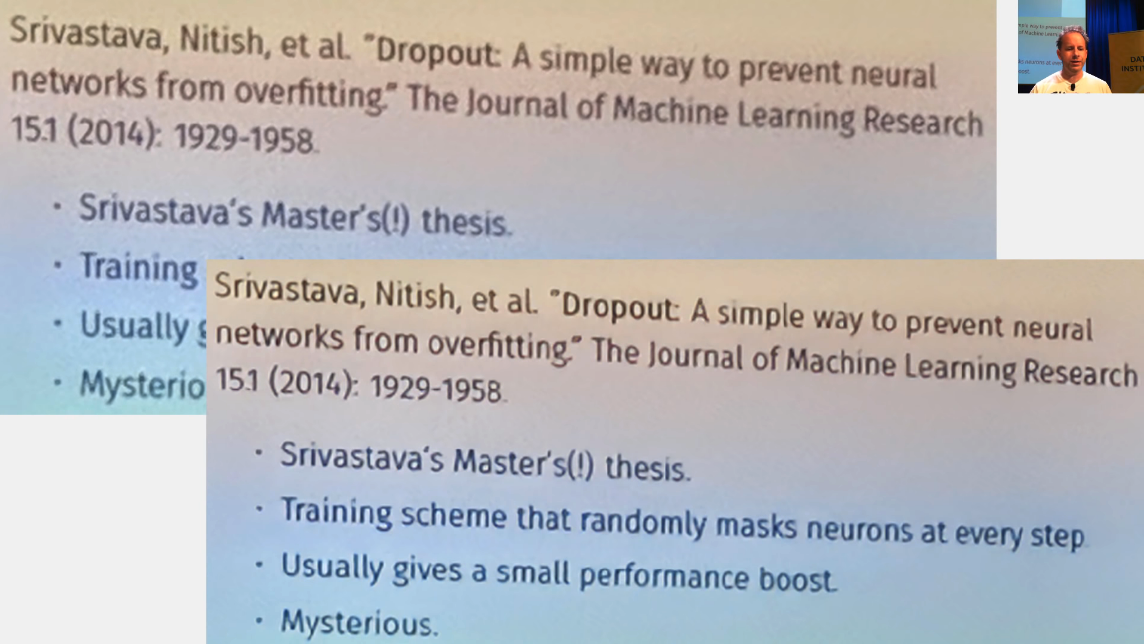 Srivastava, Nitish, et al. "Dropout: A simple way to prevent neural
networks from overfitting." The Journal of Machine Learning Research
15.1 (2014): 1929-1958.
• Srivastava's Master's(!) thesis.
• Training
• Usually g
• Mysterio
Srivastava, Nitish, et al. "Dropout: A simple way to prevent neural
networks from overfitting." The Journal of Machine Learning Research
15.1 (2014): 1929-1958.
• Srivastava's Master's(!) thesis.
• Training scheme that randomly masks neurons at every step.
• Usually gives a small performance boost.
• Mysterious.
DAT
INSTIT